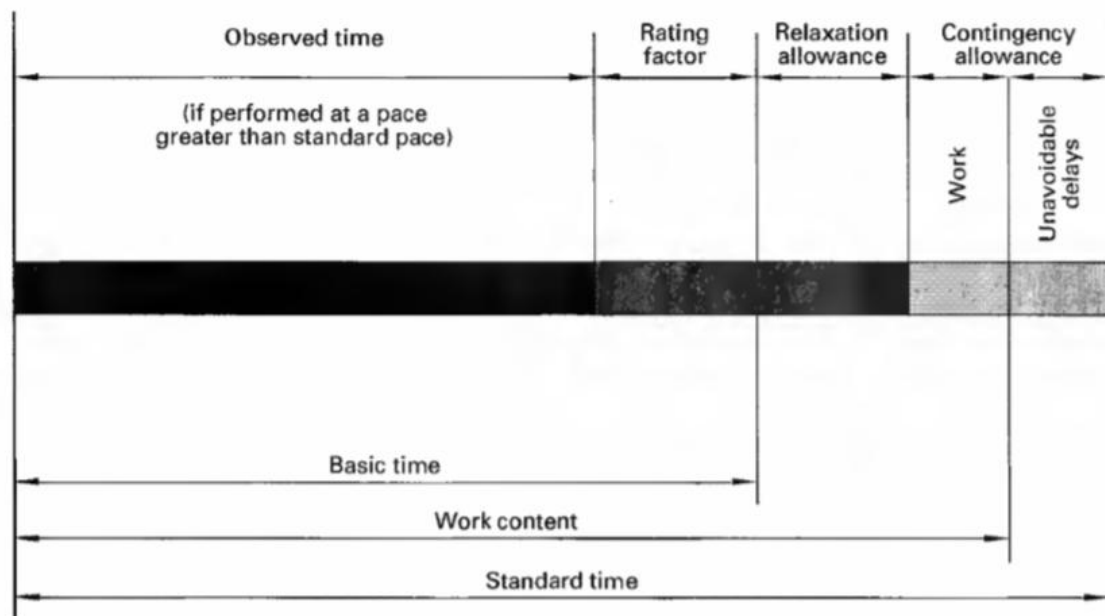 Observed time
Rating
factor
Relaxation
allowance
Contingency
allowance
(if performed at a pace
greater than standard pace)
Work
Unavoidable
delays
Basic time
Work content
Standard time